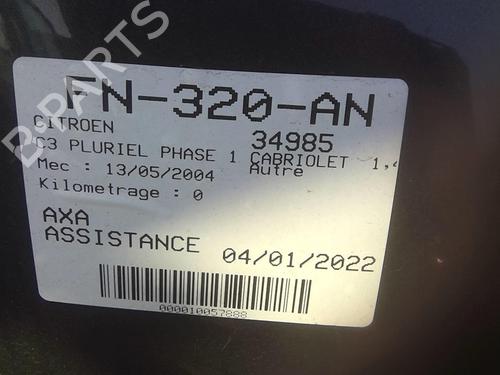 FN-320-AN
CITROEN 34985
C3 PLURIEL PHASE 1 CABRIOLET 1,4
Mec : 13/05/2004 Autre
Kilometrage : 0
AXA
ASSISTANCE 04/01/2022
000010057888